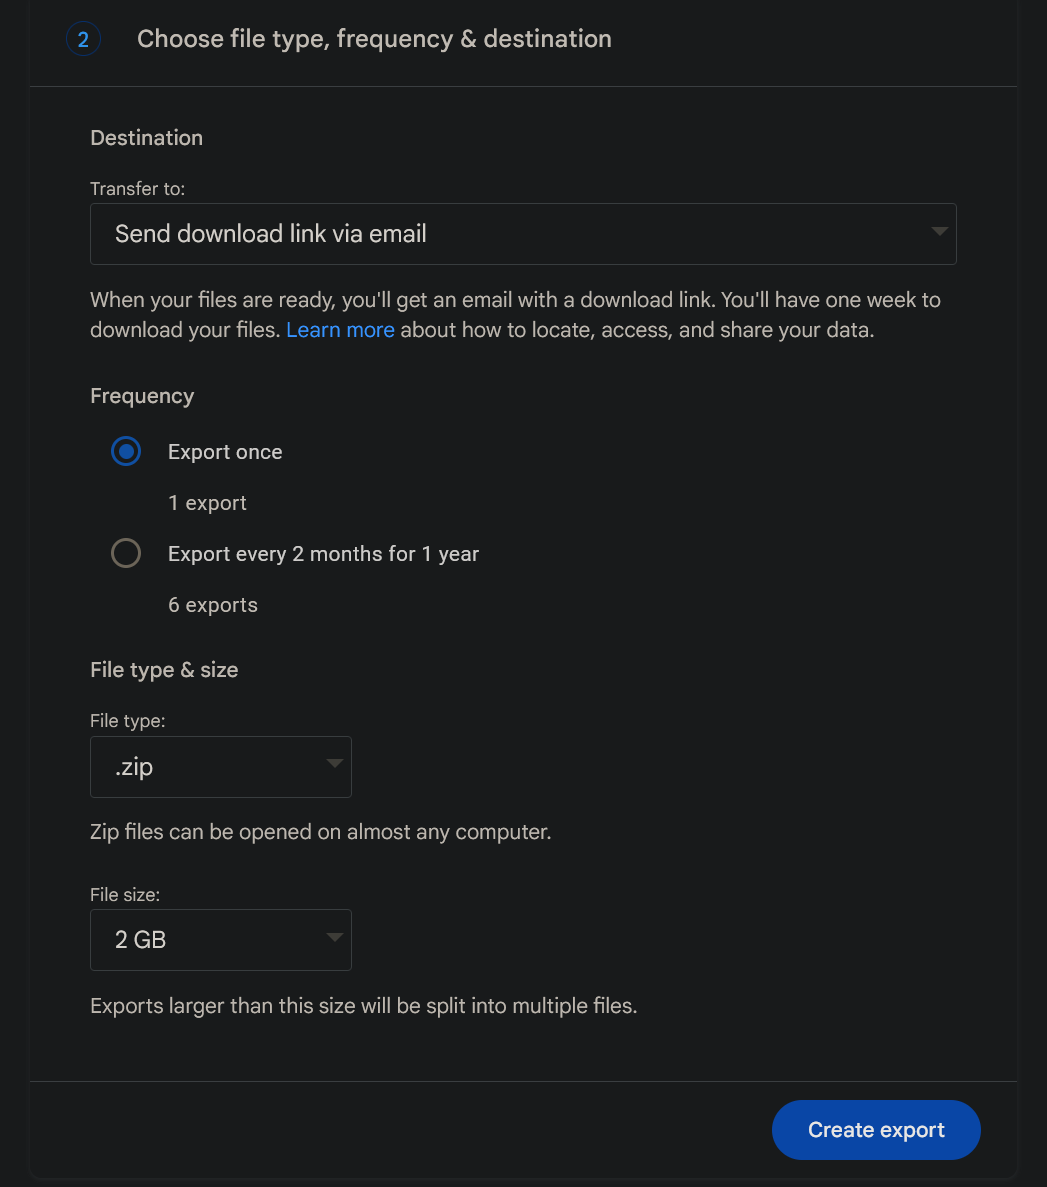 2
Choose file type, frequency & destination
Destination
Transfer to:
Send download link via email
When your files are ready, you'll get an email with a download link. You'll have one week to
download your files. Learn more about how to locate, access, and share your data.
Frequency
Export once
1 export
Export every 2 months for 1 year
6 exports
File type & size
File type:
.zip
Zip files can be opened on almost any computer.
File size:
2 GB
Exports larger than this size will be split into multiple files.
Create export